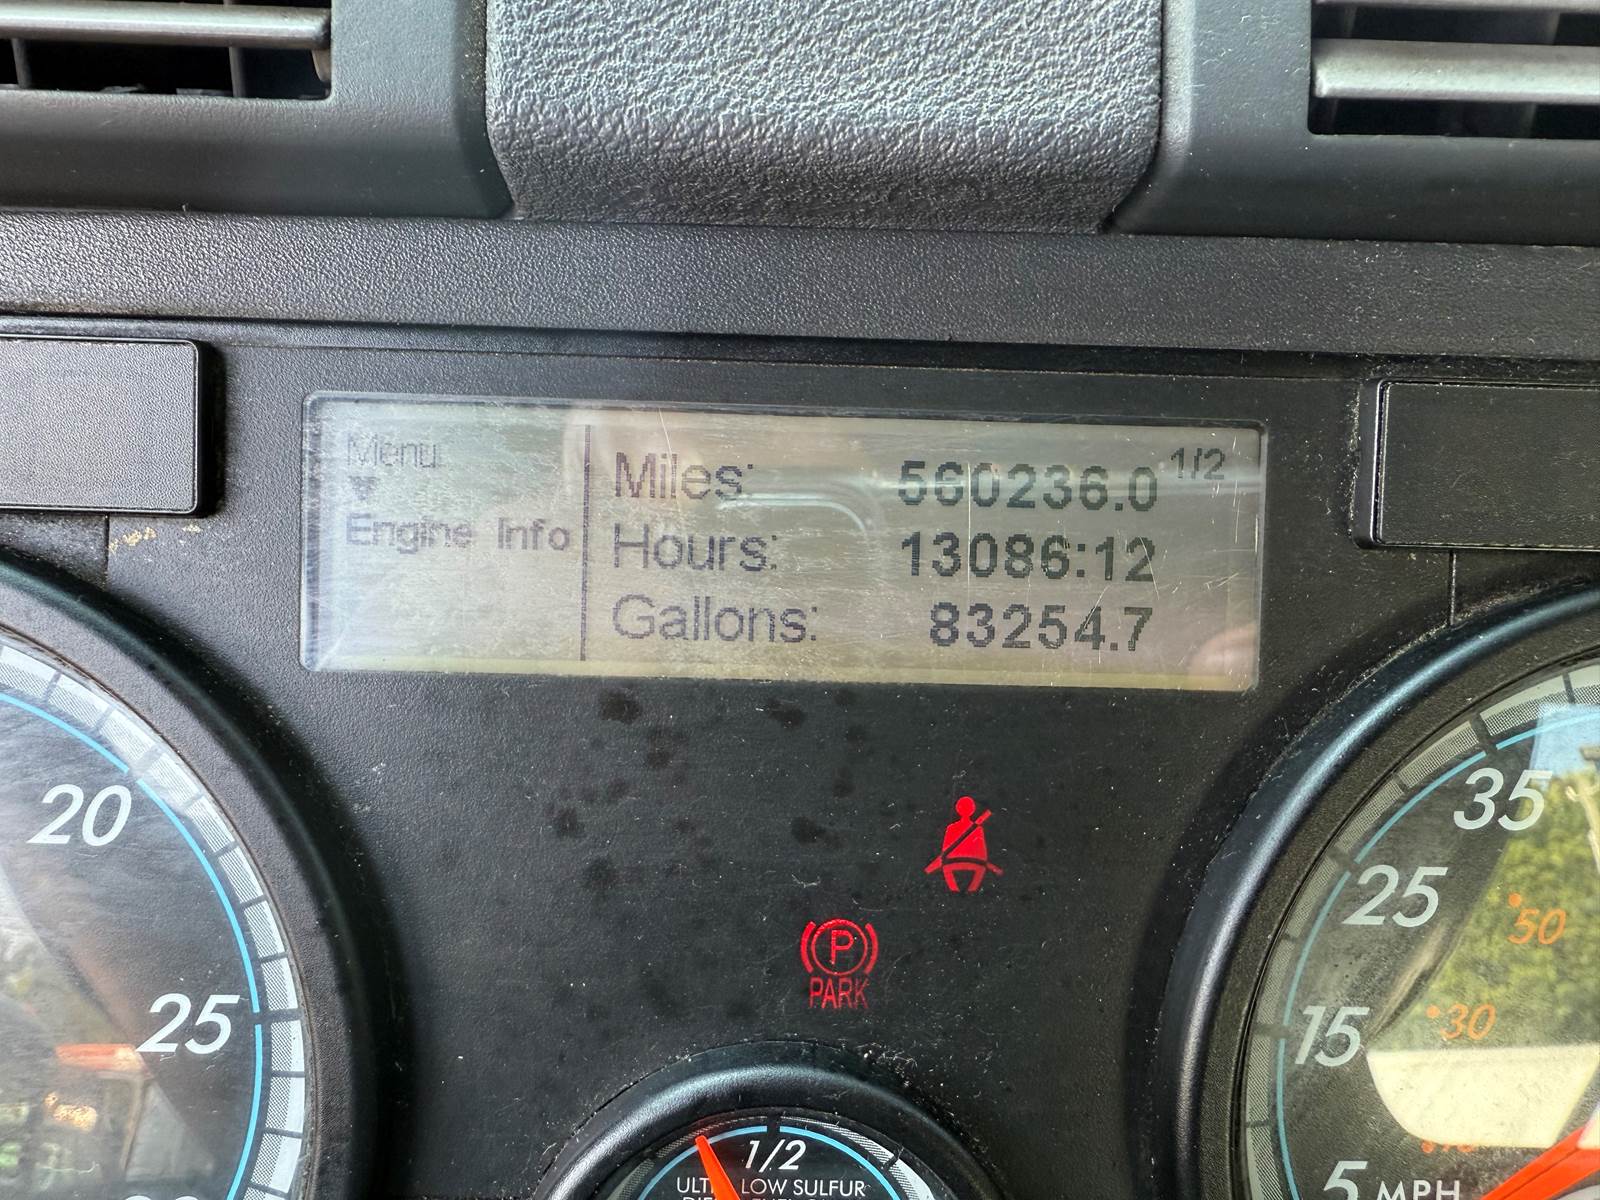 Menu
Engine Info
Miles: 560236.0 1/2
Hours: 13086:12
Gallons: 83254.7
20
25
35
25
50
15
30
5 MPH
P
PARK
1/2
LOW SULFUR